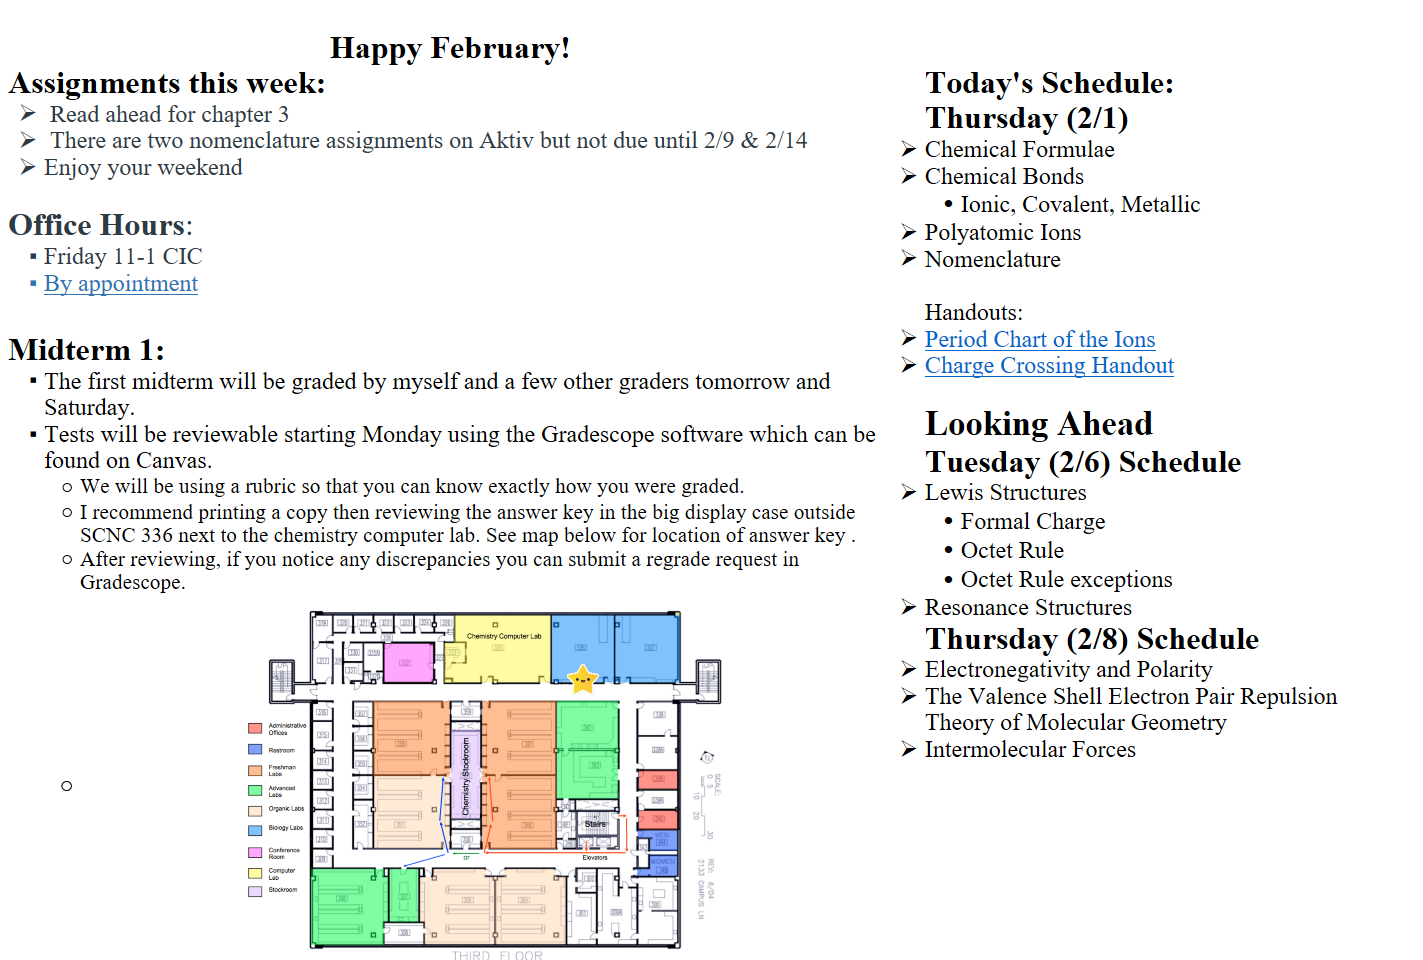 Happy February!
Assignments this week:
➢ Read ahead for chapter 3
➢ There are two nomenclature assignments on Aktiv but not due until 2/9 & 2/14
➢ Enjoy your weekend
Office Hours:
▪ Friday 11-1 CIC
▪ By appointment
Midterm 1:
▪ The first midterm will be graded by myself and a few other graders tomorrow and
Saturday.
▪ Tests will be reviewable starting Monday using the Gradescope software which can be
found on Canvas.
o We will be using a rubric so that you can know exactly how you were graded.
o I recommend printing a copy then reviewing the answer key in the big display case outside
SCNC 336 next to the chemistry computer lab. See map below for location of answer key .
o After reviewing, if you notice any discrepancies you can submit a regrade request in
Gradescope.
Chemistry Computer Lab
Administrative
Offices
Restroom
Freshman
Labs
Advanced
Labs
Organic Labs
Biology Labs
Conference
Room
Computer
Lab
Stockroom
Chemistry Stockroom
Stairs
or
Elevators
MEN
WOMEN
SCALE:
0 5 10 20 30
REV: 8/04
2133 CAMPUS LN
THIRD FLOOR
Today's Schedule:
Thursday (2/1)
➢ Chemical Formulae
➢ Chemical Bonds
• Ionic, Covalent, Metallic
➢ Polyatomic Ions
➢ Nomenclature
Handouts:
➢ Period Chart of the Ions
➢ Charge Crossing Handout
Looking Ahead
Tuesday (2/6) Schedule
➢ Lewis Structures
• Formal Charge
• Octet Rule
• Octet Rule exceptions
➢ Resonance Structures
Thursday (2/8) Schedule
➢ Electronegativity and Polarity
➢ The Valence Shell Electron Pair Repulsion
Theory of Molecular Geometry
➢ Intermolecular Forces